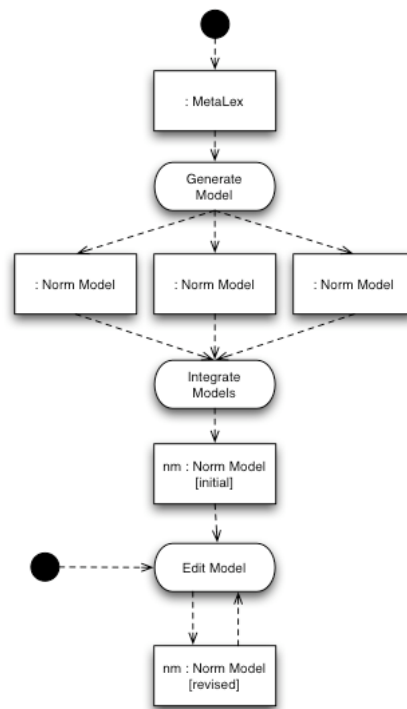 : MetaLex
Generate
Model
: Norm Model
: Norm Model
: Norm Model
Integrate
Models
nm : Norm Model
[initial]
Edit Model
nm : Norm Model
[revised]